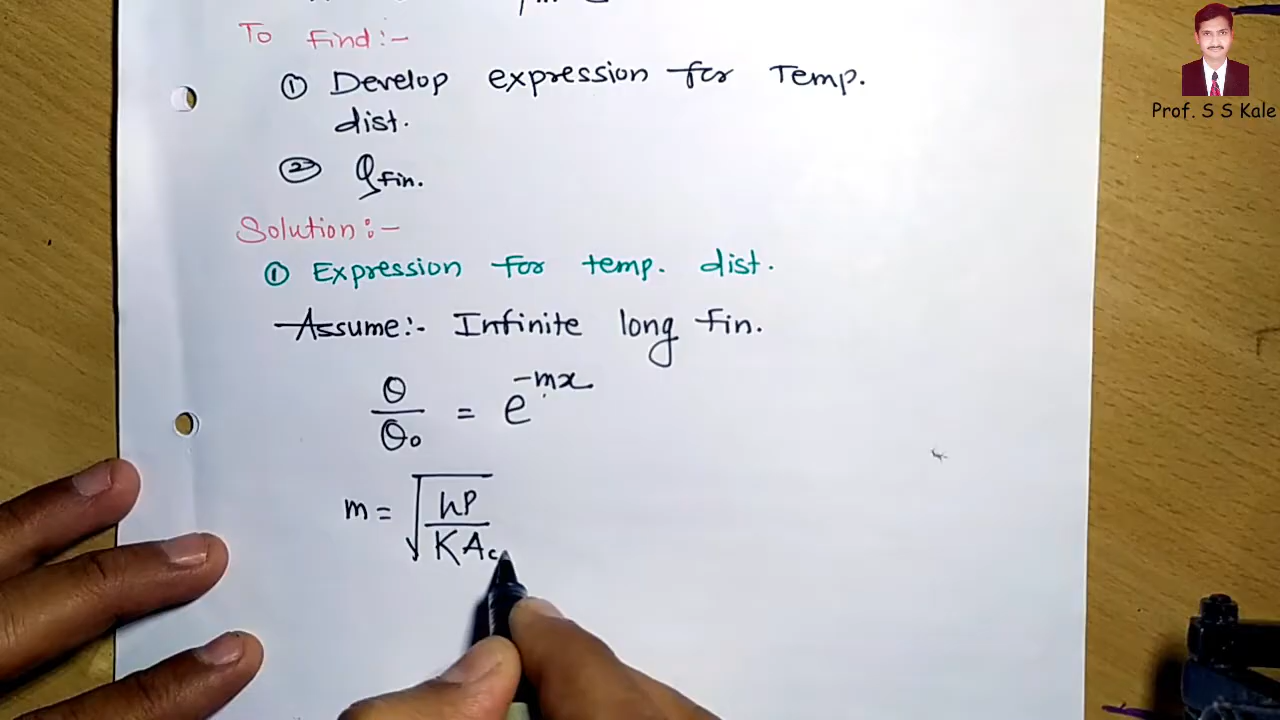 To Find:-
① Develop expression for Temp.
dist.
② Qfin.
Solution:-
① Expression for temp. dist.
Assume:- Infinite long fin.
θ/θ₀ = e^-mx
m = √(hP/KAc)
Prof. S S Kale